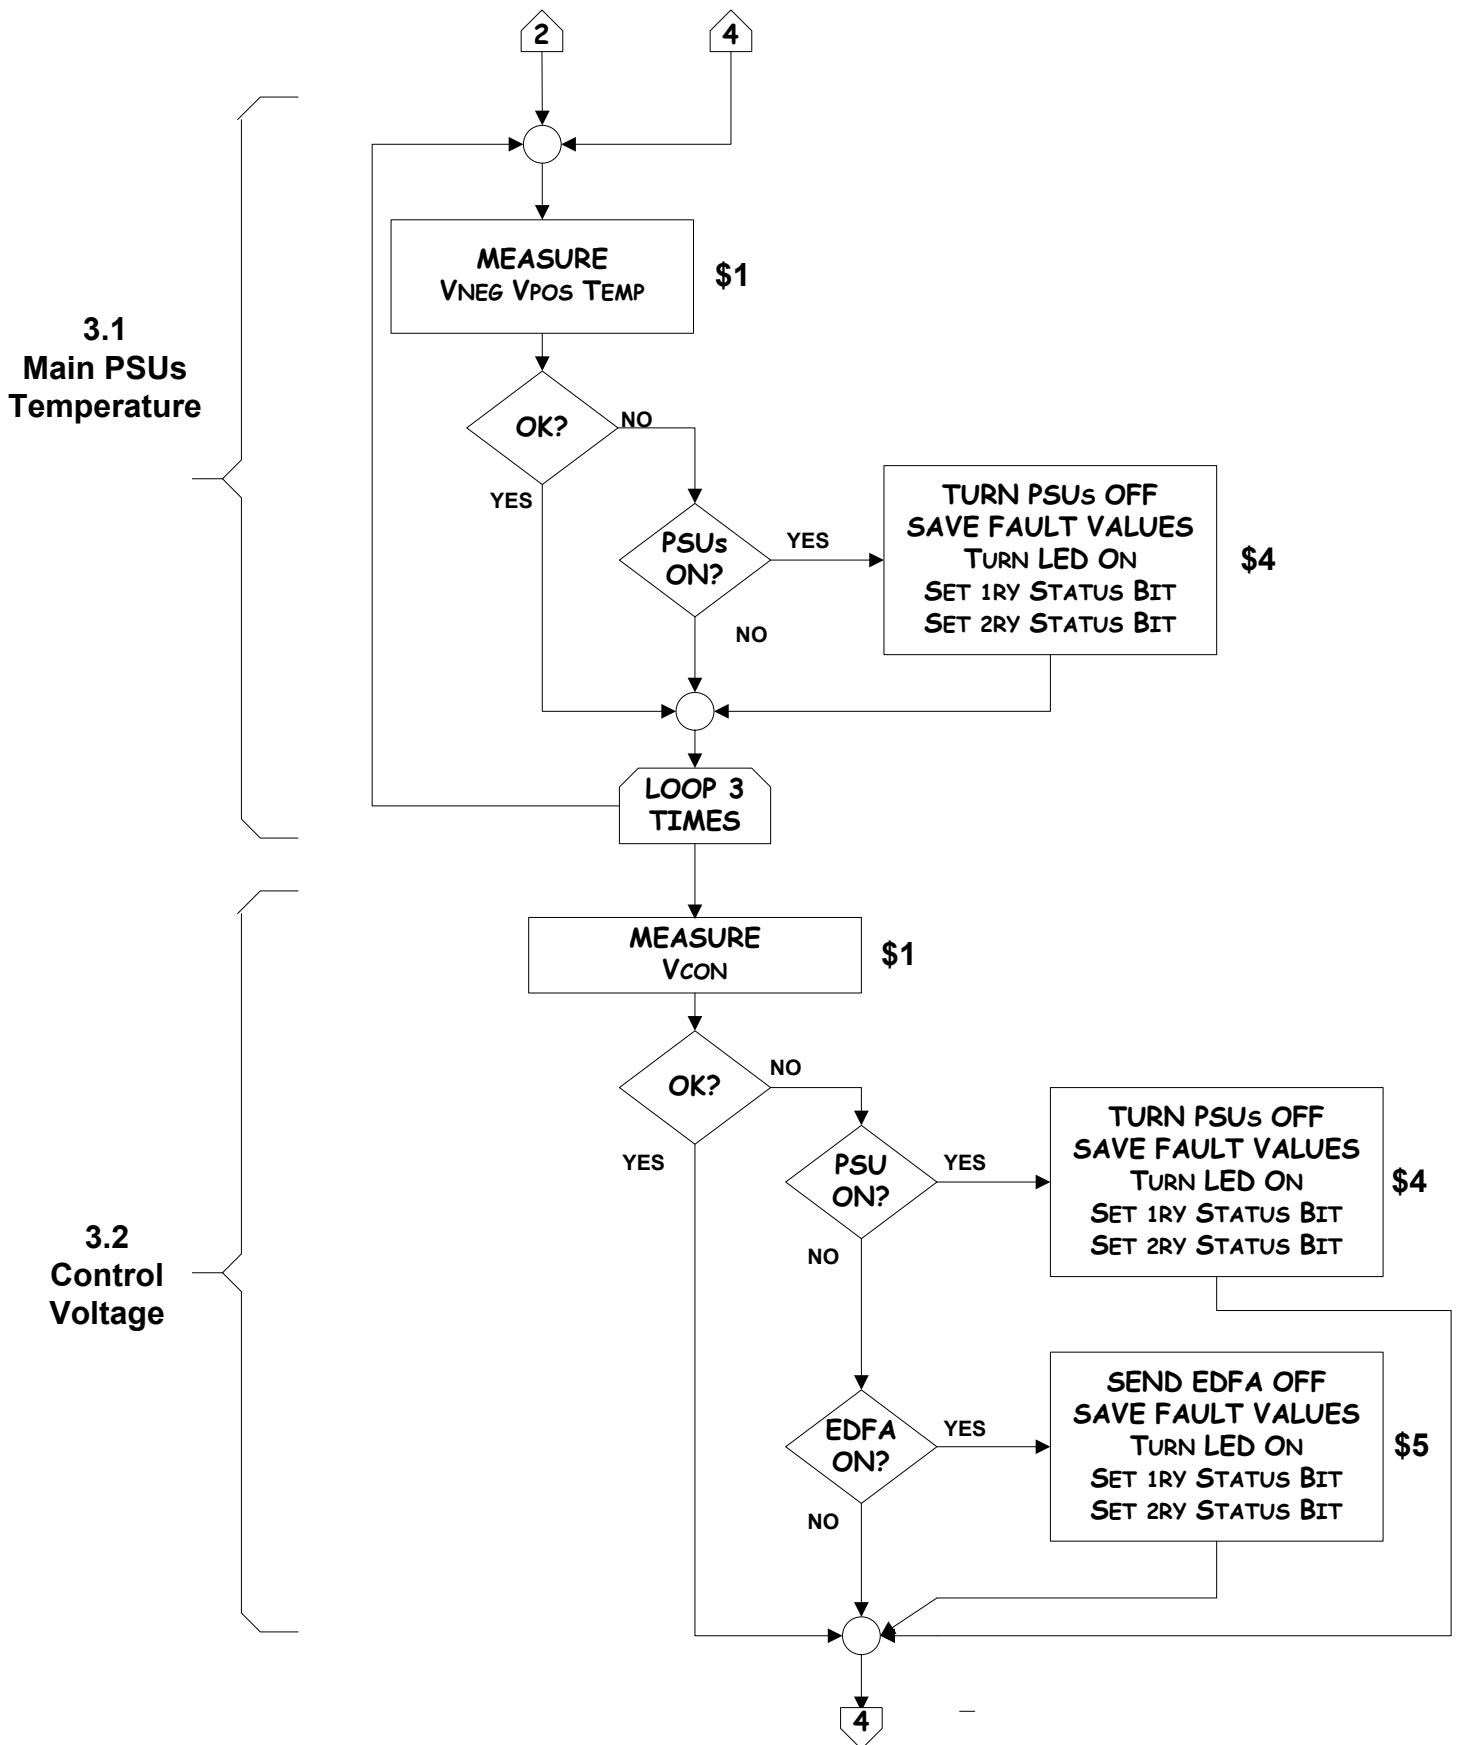 2
4
MEASURE
VNEG VPOS TEMP
$1
3.1
Main PSUs
Temperature
OK?
NO
YES
PSUs
ON?
YES
NO
TURN PSUs OFF
SAVE FAULT VALUES
TURN LED ON
SET 1RY STATUS BIT
SET 2RY STATUS BIT
$4
LOOP 3
TIMES
MEASURE
VCON
$1
OK?
NO
YES
3.2
Control
Voltage
PSU
ON?
YES
NO
TURN PSUs OFF
SAVE FAULT VALUES
TURN LED ON
SET 1RY STATUS BIT
SET 2RY STATUS BIT
$4
EDFA
ON?
YES
NO
SEND EDFA OFF
SAVE FAULT VALUES
TURN LED ON
SET 1RY STATUS BIT
SET 2RY STATUS BIT
$5
4